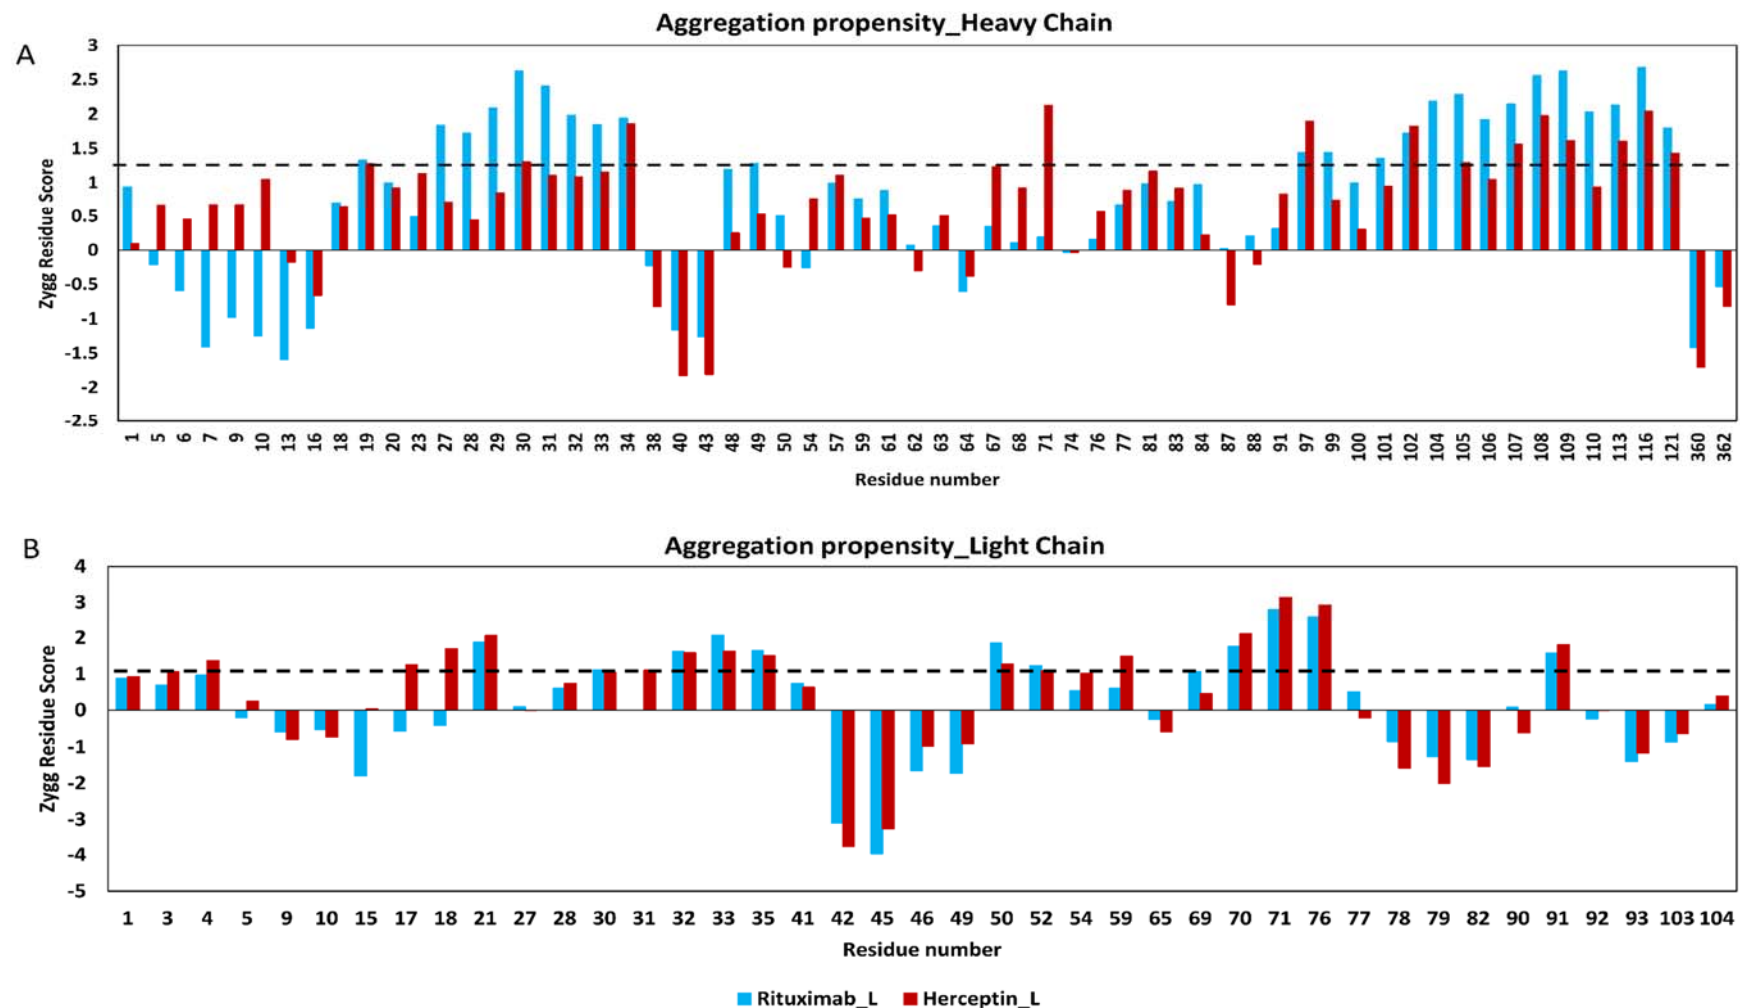 Aggregation propensity_Heavy Chain
A
3
2.5
2
1.5
1
0.5
0
-0.5
-1
-1.5
-2
-2.5
Zygg Residue Score
1 5 6 7 9 10 13 16 18 19 20 23 27 28 29 30 31 32 33 34 38 40 43 48 49 50 54 57 59 61 62 63 64 67 68 71 74 76 77 81 83 84 87 88 91 97 99 100 101 102 104 105 106 107 108 109 110 113 116 121 360 362
Residue number
B
Aggregation propensity_Light Chain
4
3
2
1
0
-1
-2
-3
-4
-5
Zygg Residue Score
1 3 4 5 9 10 15 17 18 21 27 28 30 31 32 33 35 41 42 45 46 49 50 52 54 59 65 69 70 71 76 77 78 79 82 90 91 92 93 103 104
Residue number
Rituximab_L Herceptin_L